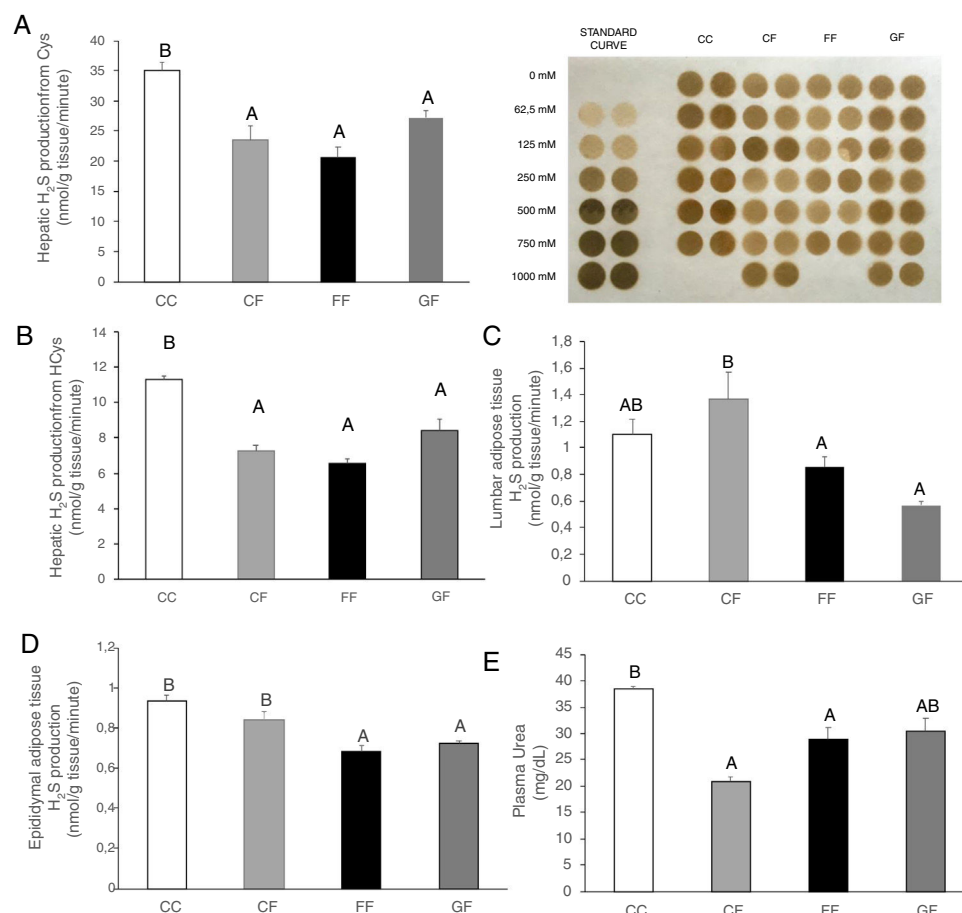 A
Hepatic H2S productionfrom Cys
(nmol/g tissue/minute)
40
35
30
25
20
15
10
5
0
B
A
A
A
CC
CF
FF
GF
STANDARD
CURVE
CC
CF
FF
GF
0 mM
62,5 mM
125 mM
250 mM
500 mM
750 mM
1000 mM
B
Hepatic H2S productionfrom HCys
(nmol/g tissue/minute)
14
12
10
8
6
4
2
0
B
A
A
A
CC
CF
FF
GF
C
Lumbar adipose tissue
H2S production
(nmol/g tissue/minute)
1,8
1,6
1,4
1,2
1
0,8
0,6
0,4
0,2
0
AB
B
A
A
CC
CF
FF
GF
D
Epididymal adipose tissue
H2S production
(nmol/g tissue/minute)
1,2
1
0,8
0,6
0,4
0,2
0
B
B
A
A
CC
CF
FF
GF
E
Plasma Urea
(mg/dL)
45
40
35
30
25
20
15
10
5
0
B
A
A
AB
CC
CF
FF
GF